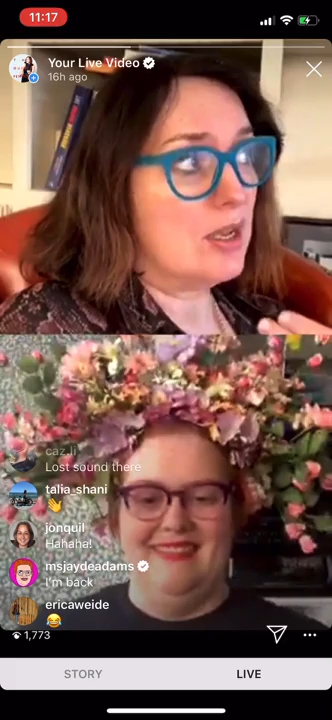 11:17
Your Live Video
16h ago
caz.li
Lost sound there
talia_shani
👋
jonquil
Hahaha!
msjaydeadams
I'm back
ericaweide
😂
1,773
STORY
LIVE